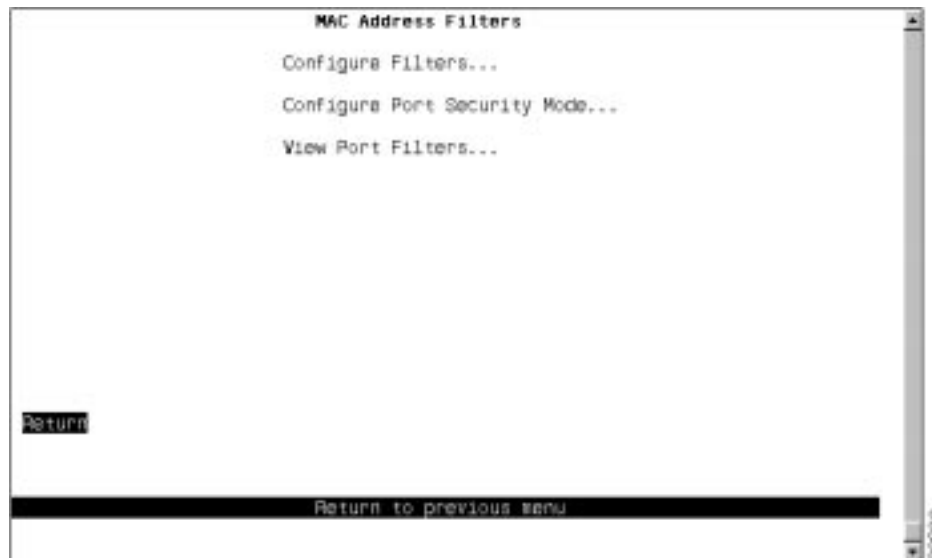 MAC Address Filters
Configure Filters...
Configure Port Security Mode...
View Port Filters...
Return
Return to previous menu